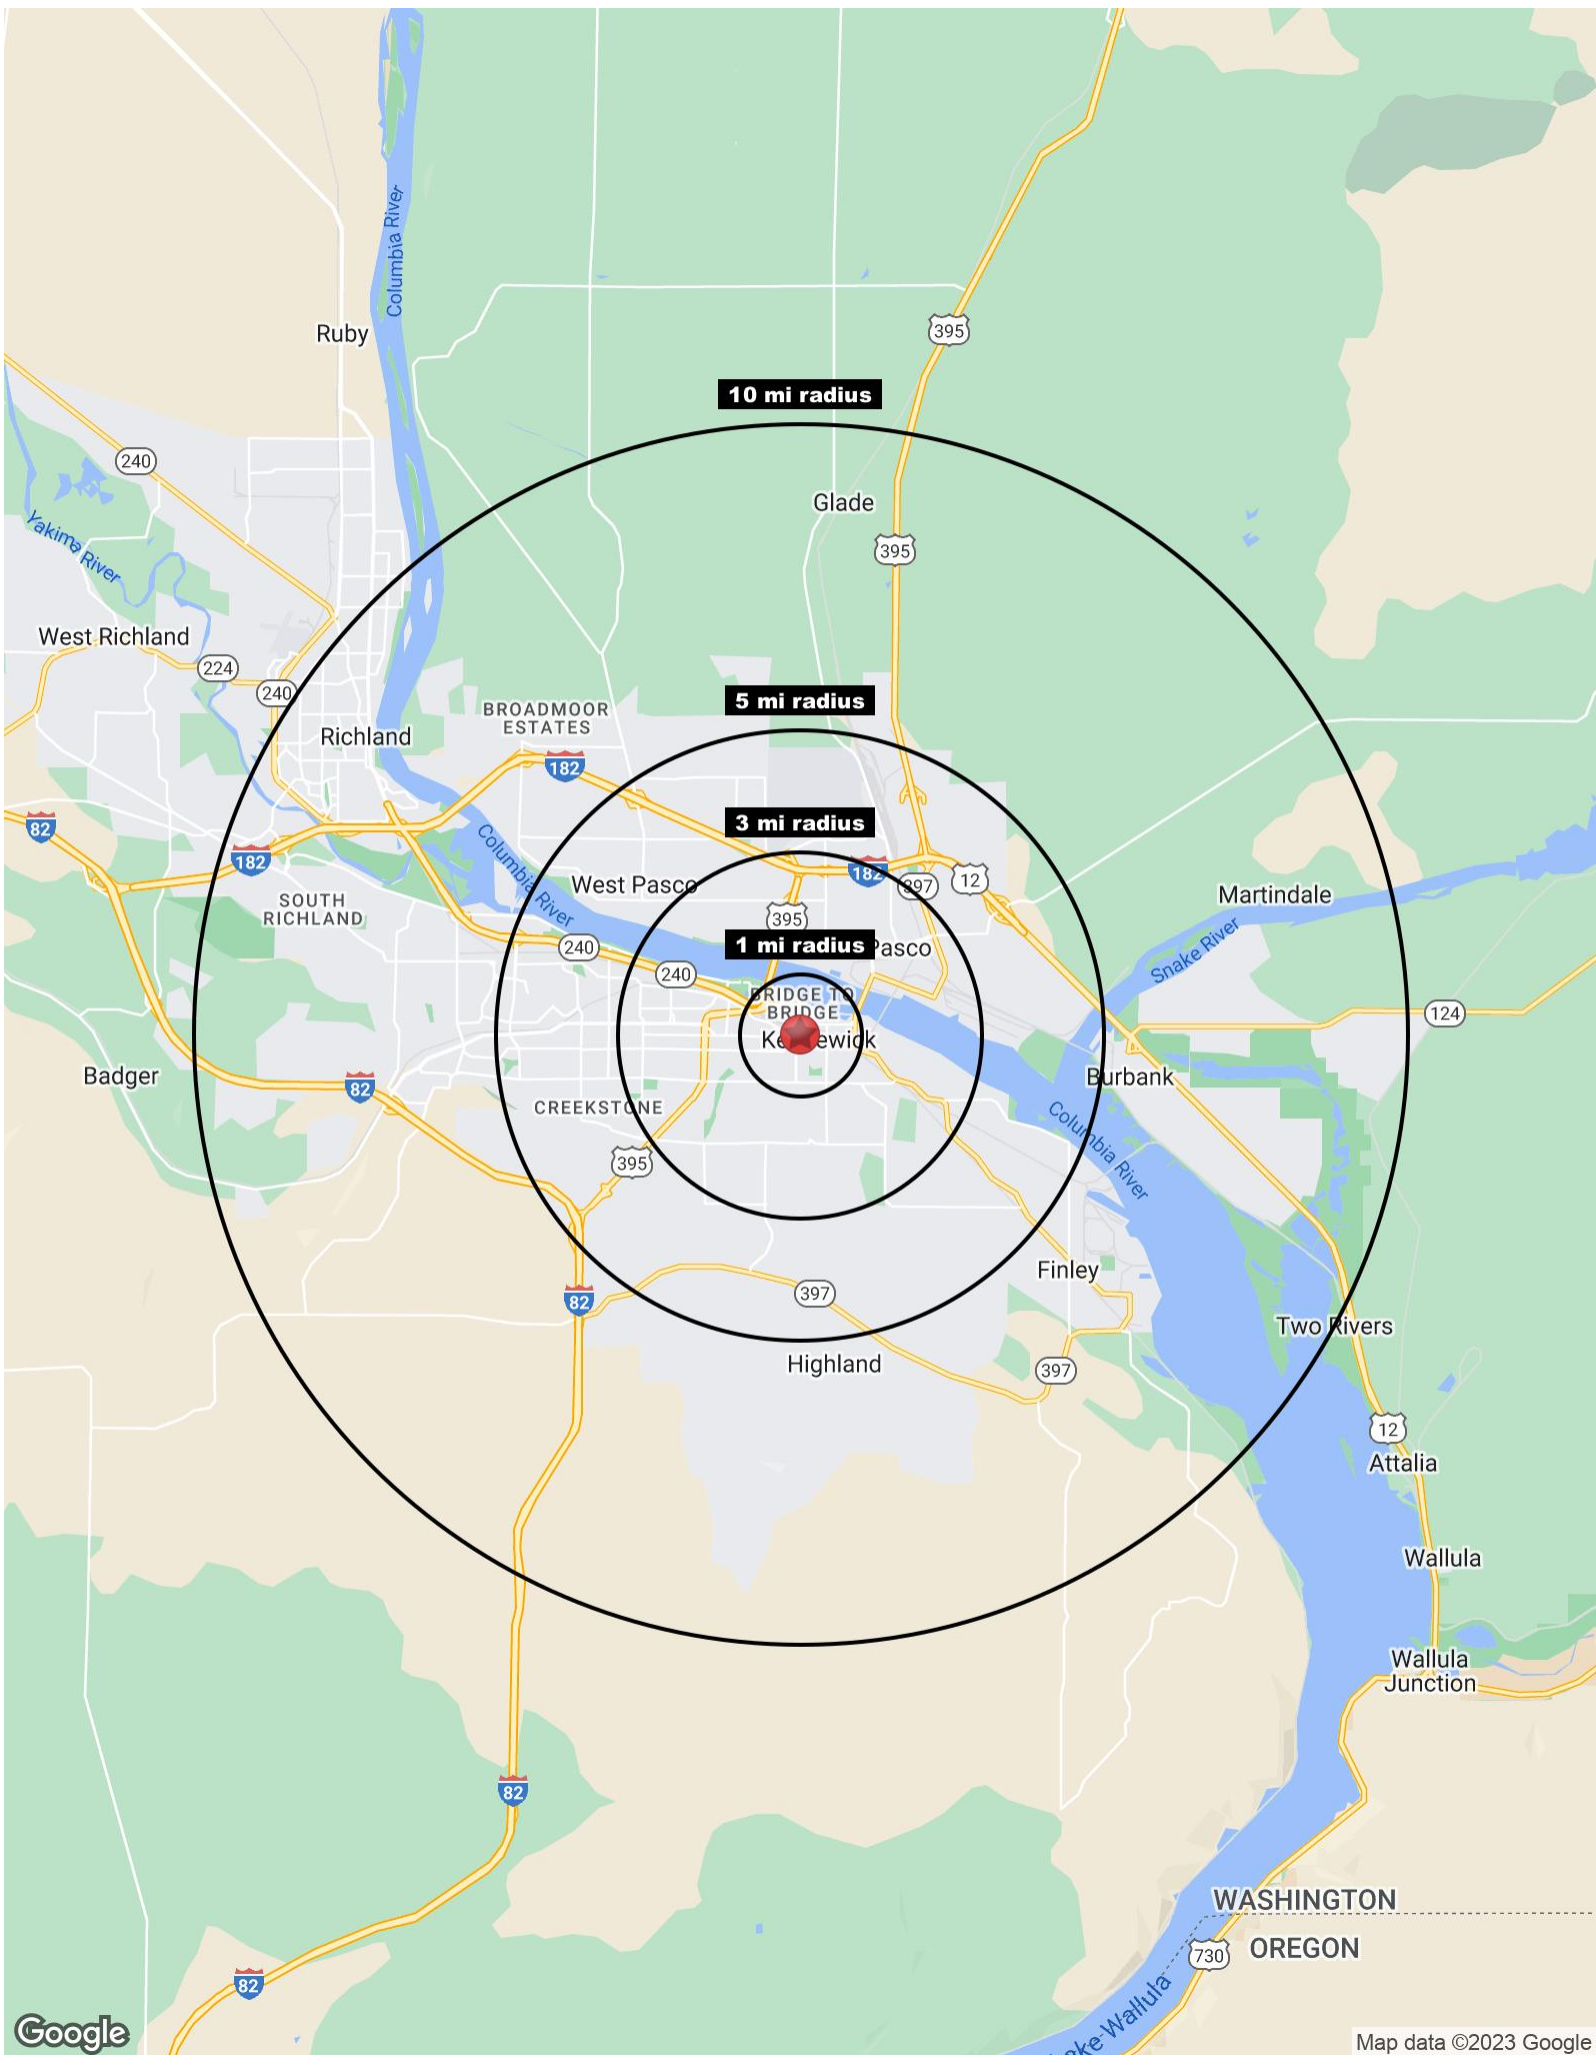 Columbia River
Ruby
395
10 mi radius
240
Glade
Yakima River
395
West Richland
224
240
5 mi radius
BROADMOOR
ESTATES
Richland
182
82
3 mi radius
Columbia River
182
182
West Pasco
397
12
SOUTH
RICHLAND
Martindale
395
240
1 mi radius
Pasco
Snake River
240
BRIDGE TO
BRIDGE
124
Badger
82
Burbank
CREEKSTONE
Columbia River
395
Finley
82
397
Two Rivers
Highland
397
12
Attalia
Wallula
Wallula
Junction
82
WASHINGTON
OREGON
730
82
Wallula
Google
Map data ©2023 Google